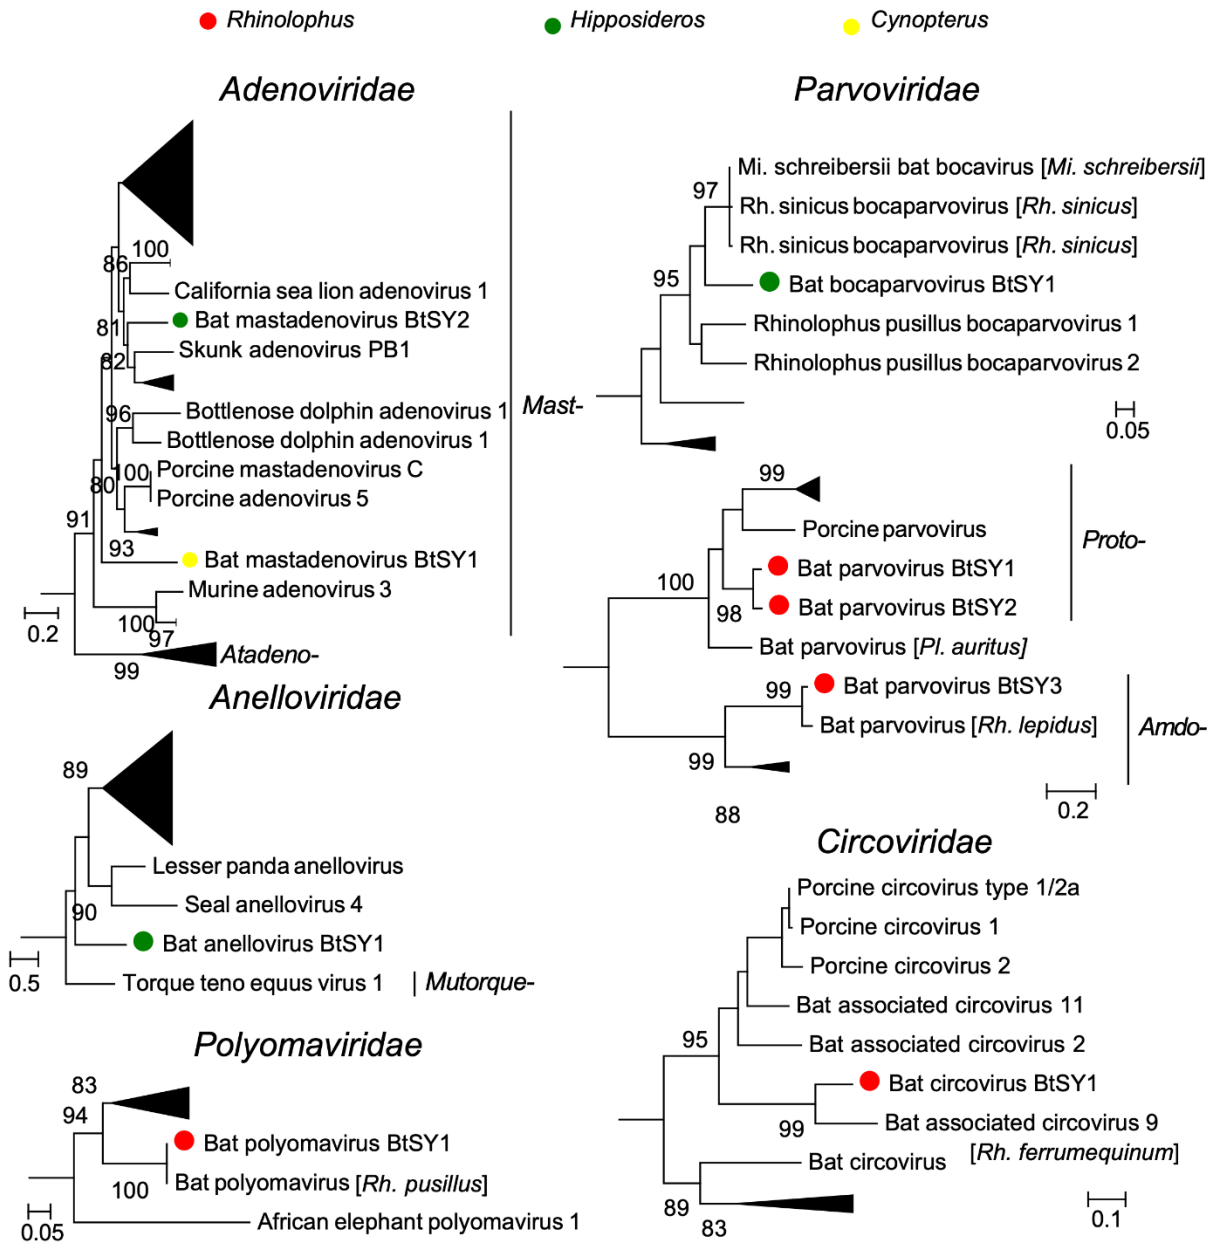 Rhinolophus
Hipposideros
Cynopterus
Adenoviridae
100
86
California sea lion adenovirus 1
81
Bat mastadenovirus BtSY2
Skunk adenovirus PB1
82
96
Bottlenose dolphin adenovirus 1
Bottlenose dolphin adenovirus 1
Mast-
100
Porcine mastadenovirus C
80
Porcine adenovirus 5
91
93
Bat mastadenovirus BtSY1
Murine adenovirus 3
0.2
100
97
99
Atadeno-
Anelloviridae
89
Lesser panda anellovirus
Seal anellovirus 4
90
Bat anellovirus BtSY1
0.5
Torque teno equus virus 1
Mutorque-
Polyomaviridae
83
94
Bat polyomavirus BtSY1
100
Bat polyomavirus [Rh. pusillus]
0.05
African elephant polyomavirus 1
Parvoviridae
Mi. schreibersii bat bocavirus [Mi. schreibersii]
97
Rh. sinicus bocaparvovirus [Rh. sinicus]
Rh. sinicus bocaparvovirus [Rh. sinicus]
95
Bat bocaparvovirus BtSY1
Rhinolophus pusillus bocaparvovirus 1
Rhinolophus pusillus bocaparvovirus 2
0.05
99
Porcine parvovirus
Proto-
Bat parvovirus BtSY1
100
98
Bat parvovirus BtSY2
Bat parvovirus [Pl. auritus]
99
Bat parvovirus BtSY3
Bat parvovirus [Rh. lepidus]
Amdo-
99
0.2
88
Circoviridae
Porcine circovirus type 1/2a
Porcine circovirus 1
Porcine circovirus 2
Bat associated circovirus 11
95
Bat associated circovirus 2
Bat circovirus BtSY1
99
Bat associated circovirus 9
[Rh. ferrumequinum]
Bat circovirus
89
83
0.1